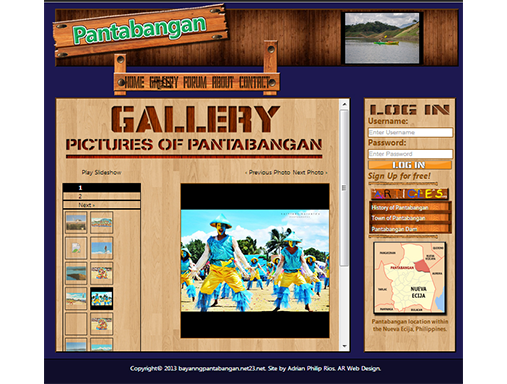 Pantabangan
HOME GALLERY FORUM ABOUT CONTACT
GALLERY
PICTURES OF PANTABANGAN
Play Slideshow
‹ Previous Photo Next Photo ›
1
2
Next ›
LOG IN
Username:
Enter Username
Password:
Enter Password
LOG IN
Sign Up for free!
ARTICLES
History of Pantabangan
Town of Pantabangan
Pantabangan Dam
PANTABANGAN
NUEVA
ECIJA
Pantabangan location within
the Nueva Ecija, Philippines.
Copyright© 2013 bayanngpantabangan.net23.net. Site by Adrian Philip Rios. AR Web Design.